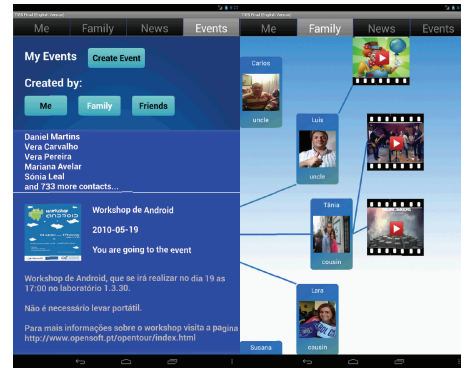 Me Family News Events
My Events Create Event
Created by:
Me Family Friends
Daniel Martins
Vera Carvalho
Vera Pereira
Mariana Avelar
Sónia Leal
and 733 more contacts...
workshop
android
Workshop de Android
2010-05-19
You are going to the event
Workshop de Android, que se irá realizar no dia 19 as
17:00 no laboratório 1.3.30.
Não é necessário levar portátil.
Para mais informações sobre o workshop visita a pagina
http://www.opensoft.pt/opentour/index.html
Me Family News Events
Carlos
uncle
Luis
uncle
Tânia
cousin
Lara
cousin
Susana